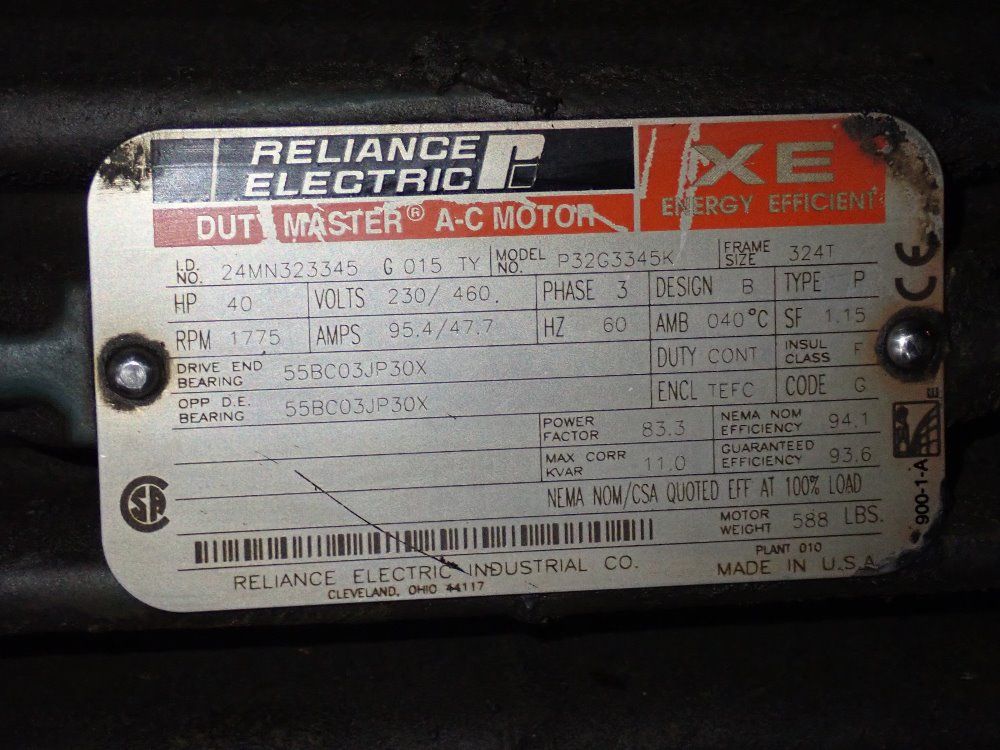 RELIANCE
ELECTRIC
XE
ENERGY EFFICIENT
DUTY MASTER® A-C MOTOR
I.D. NO. 24MN323345 G 015 TY MODEL NO. P32G3345K FRAME SIZE 324T
HP 40 VOLTS 230/460. PHASE 3 DESIGN B TYPE P
RPM 1775 AMPS 95.4/47.7 HZ 60 AMB 040°C SF 1.15
DRIVE END BEARING 55BC03JP30X DUTY CONT INSUL CLASS F
OPP D.E. BEARING 55BC03JP30X ENCL TEFC CODE G
POWER FACTOR 83.3 NEMA NOM EFFICIENCY 94.1
MAX CORR KVAR 11.0 GUARANTEED EFFICIENCY 93.6
NEMA NOM/CSA QUOTED EFF AT 100% LOAD
MOTOR WEIGHT 588 LBS.
RELIANCE ELECTRIC INDUSTRIAL CO.
CLEVELAND, OHIO 44117
PLANT 010
MADE IN U.S.A.
CE
E
900-1-A